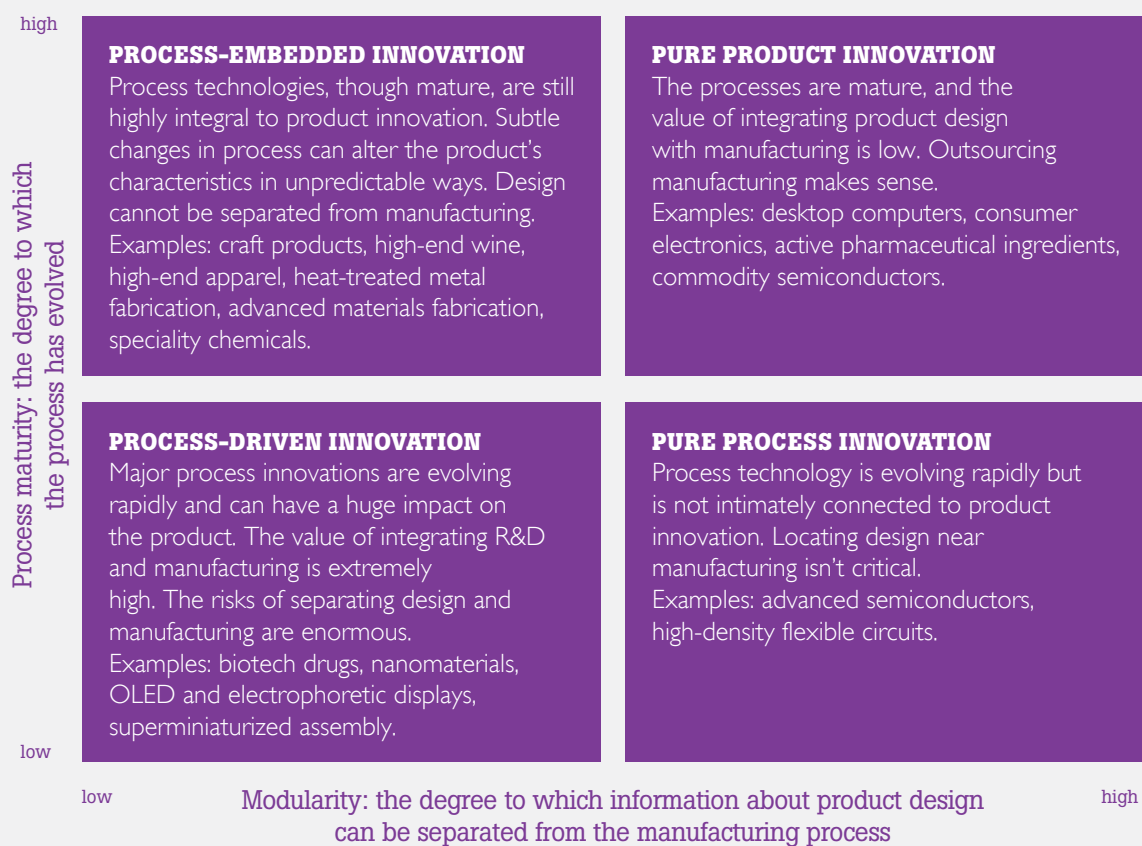 high
PROCESS-EMBEDDED INNOVATION
Process technologies, though mature, are still
highly integral to product innovation. Subtle
changes in process can alter the product's
characteristics in unpredictable ways. Design
cannot be separated from manufacturing.
Examples: craft products, high-end wine,
high-end apparel, heat-treated metal
fabrication, advanced materials fabrication,
speciality chemicals.
PURE PRODUCT INNOVATION
The processes are mature, and the
value of integrating product design
with manufacturing is low. Outsourcing
manufacturing makes sense.
Examples: desktop computers, consumer
electronics, active pharmaceutical ingredients,
commodity semiconductors.
Process maturity: the degree to which
the process has evolved
PROCESS-DRIVEN INNOVATION
Major process innovations are evolving
rapidly and can have a huge impact on
the product. The value of integrating R&D
and manufacturing is extremely
high. The risks of separating design and
manufacturing are enormous.
Examples: biotech drugs, nanomaterials,
OLED and electrophoretic displays,
superminiaturized assembly.
PURE PROCESS INNOVATION
Process technology is evolving rapidly but
is not intimately connected to product
innovation. Locating design near
manufacturing isn't critical.
Examples: advanced semiconductors,
high-density flexible circuits.
low
low
Modularity: the degree to which information about product design
can be separated from the manufacturing process
high